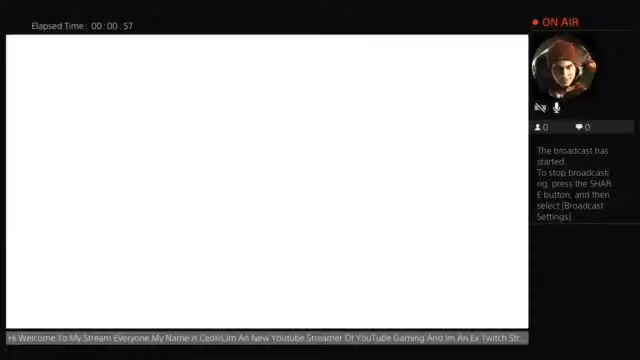 Elapsed Time : 00 : 00 : 57
ON AIR
0 0
The broadcast has
started.
To stop broadcasti
ng, press the SHAR
E button, and then
select [Broadcast
Settings]
Hi Welcome To My Stream Everyone My Name is Cediis,Im An New Youtube Streamer Of YouTube Gaming And Im An Ex Twitch Str...